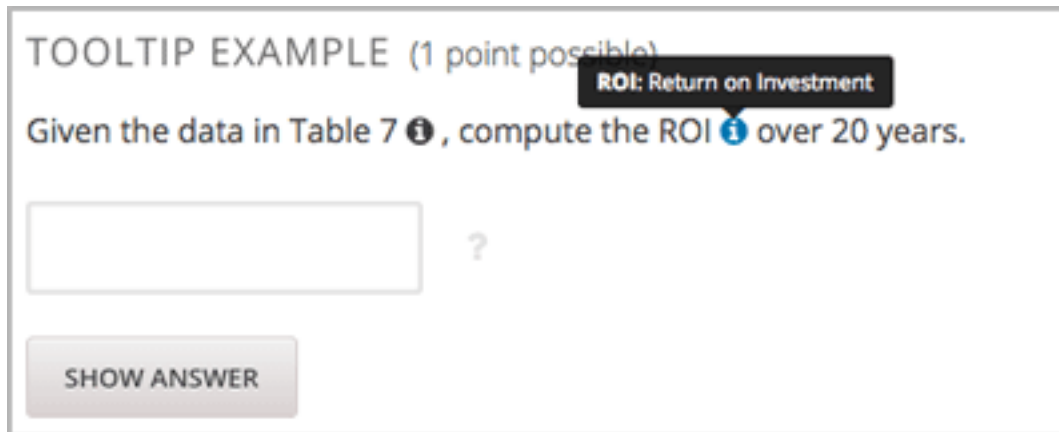 TOOLTIP EXAMPLE (1 point possible)
ROI: Return on Investment
Given the data in Table 7 , compute the ROI over 20 years.
?
SHOW ANSWER